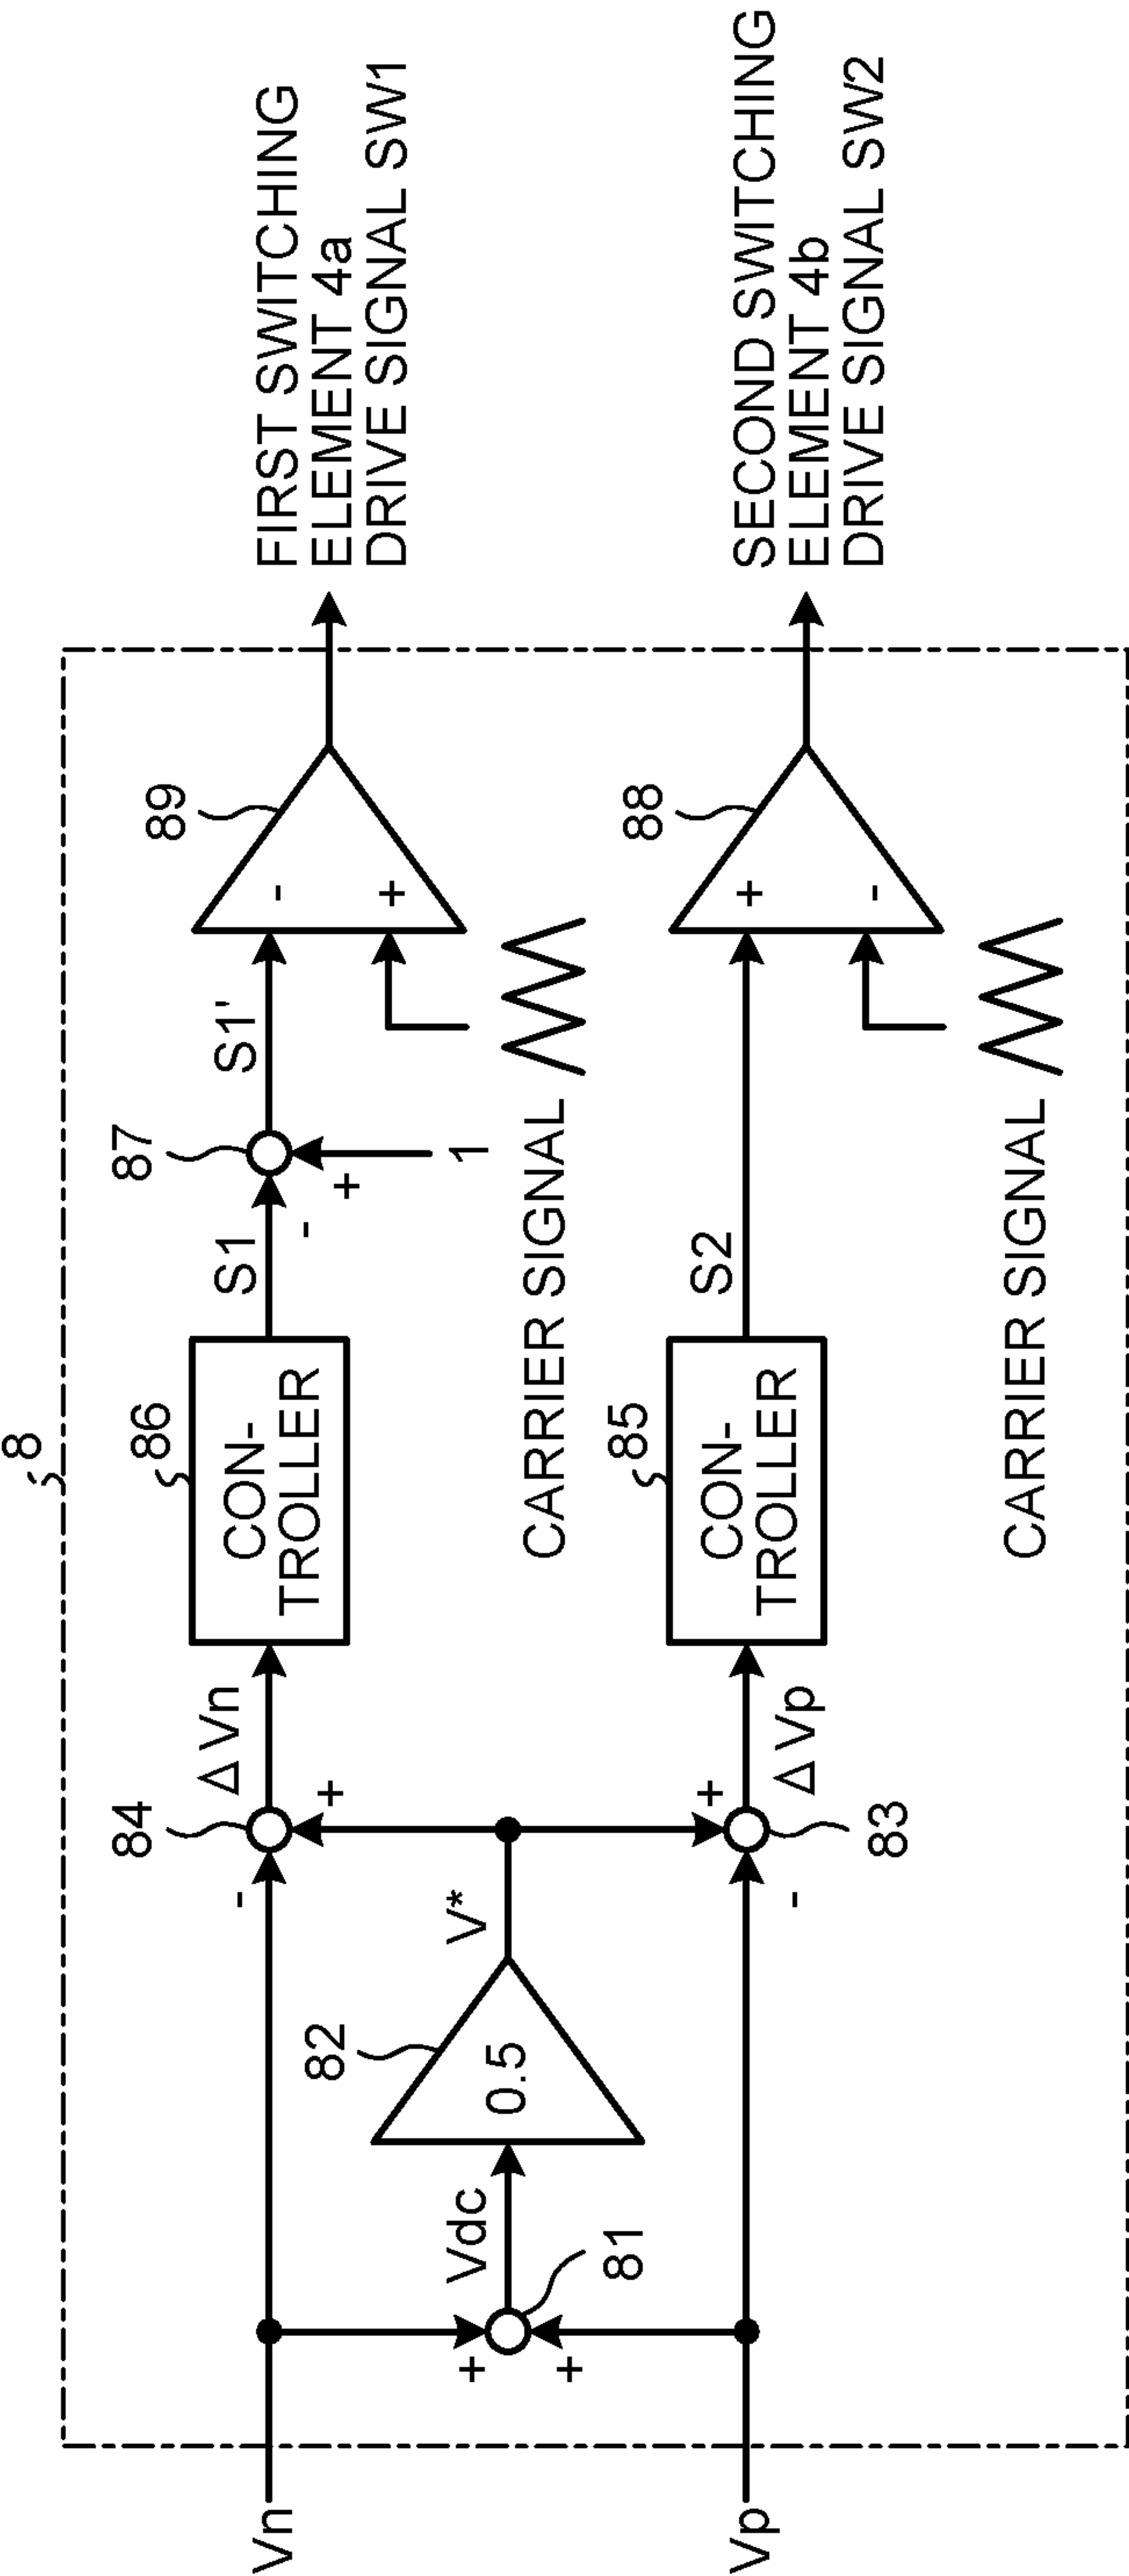 8
Vn
Vp
+
+
81
Vdc
82
0.5
V*
84
-
+
ΔVn
83
-
+
ΔVp
86
CON-
TROLLER
85
CON-
TROLLER
S1
87
-
+
1
S1'
S2
89
-
+
CARRIER SIGNAL
88
+
-
CARRIER SIGNAL
FIRST SWITCHING
ELEMENT 4a
DRIVE SIGNAL SW1
SECOND SWITCHING
ELEMENT 4b
DRIVE SIGNAL SW2